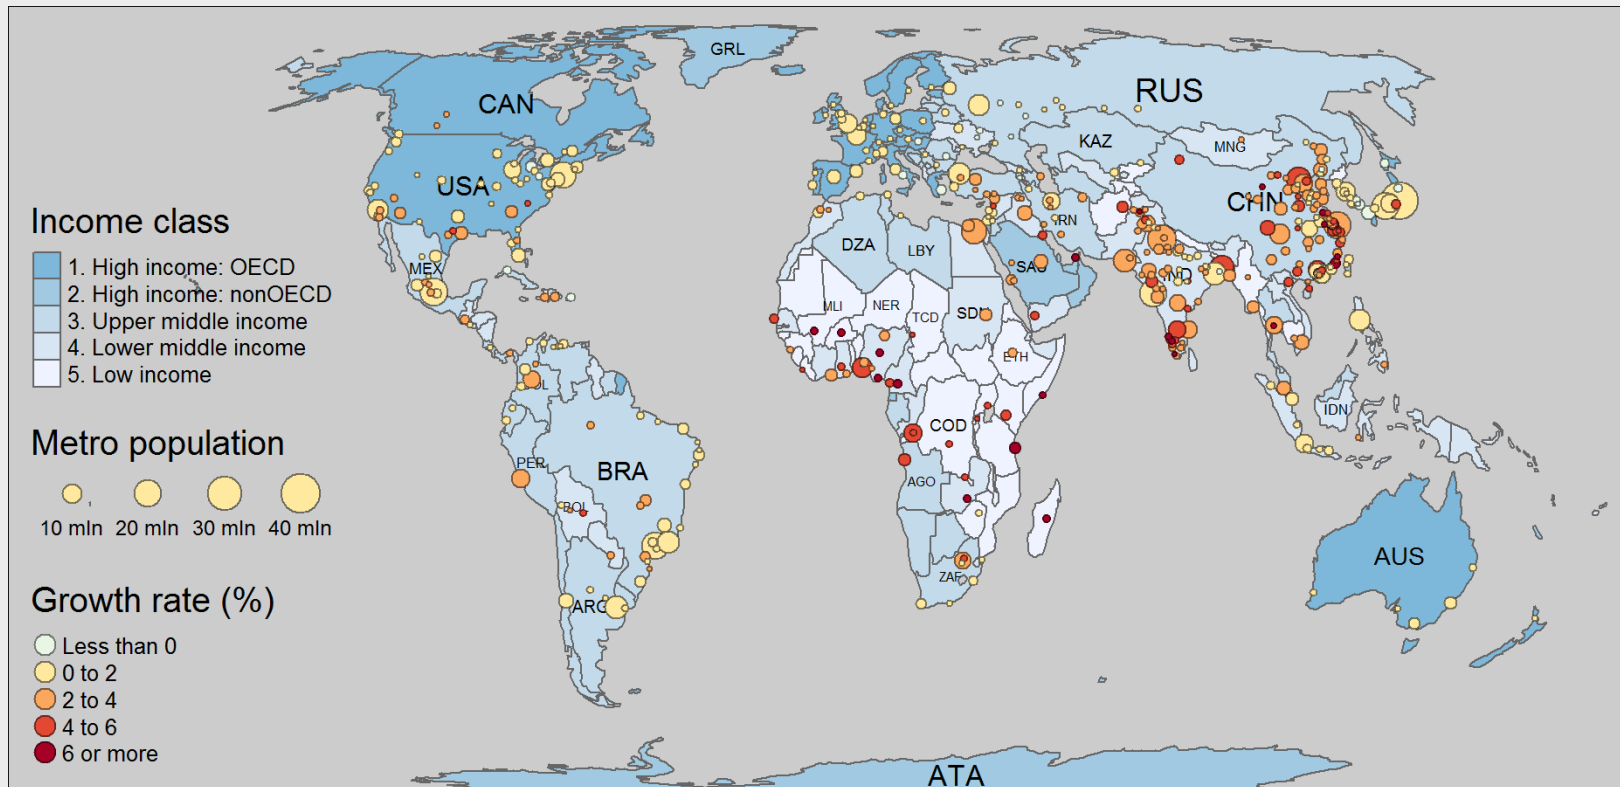 GRL
CAN
RUS
KAZ
MNG
USA
CHN
IRN
DZA
LBY
SAU
IND
MEX
MLI
NER
TCD
SDN
ETH
COL
IDN
COD
PER
BRA
AGO
BOL
AUS
ZAF
ARG
ATA
Income class
1. High income: OECD
2. High income: nonOECD
3. Upper middle income
4. Lower middle income
5. Low income
Metro population
10 mln 20 mln 30 mln 40 mln
Growth rate (%)
Less than 0
0 to 2
2 to 4
4 to 6
6 or more